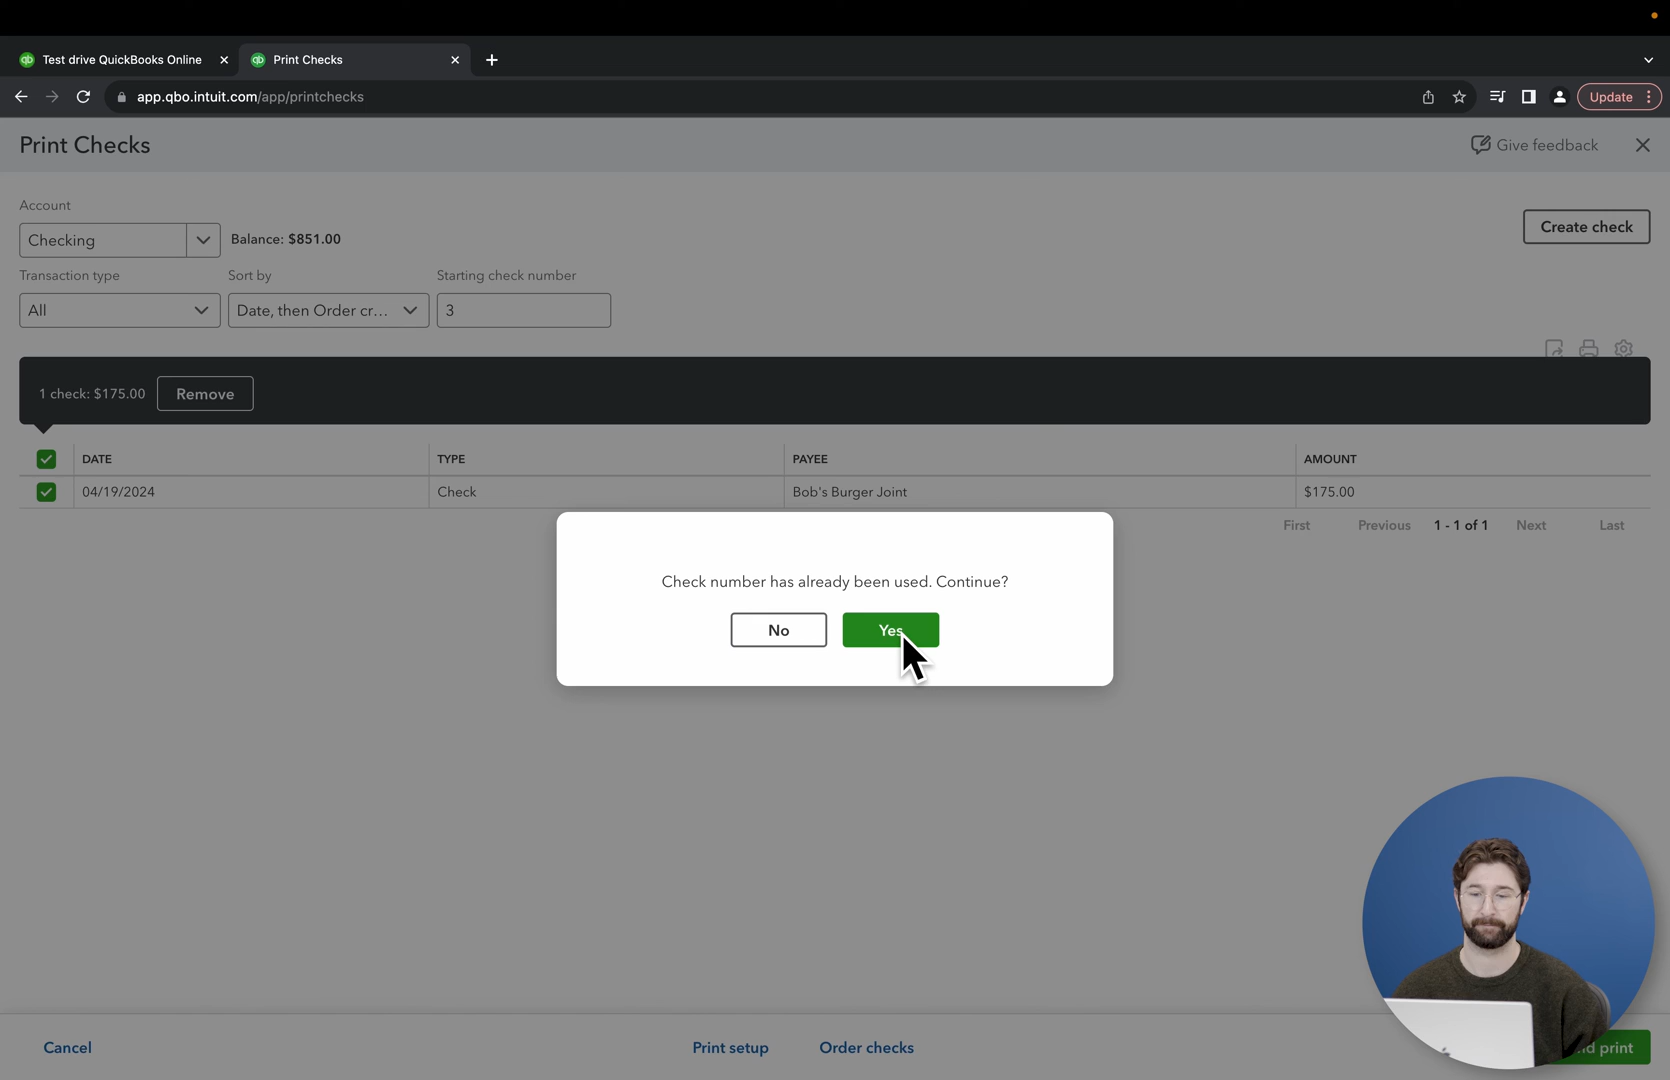 Test drive QuickBooks Online
Print Checks
app.qbo.intuit.com/app/printchecks
Update
Print Checks
Give feedback
Account
Checking
Balance: $851.00
Create check
Transaction type
Sort by
Starting check number
All
Date, then Order cr...
3
1 check: $175.00
Remove
DATE
TYPE
PAYEE
AMOUNT
04/19/2024
Check
Bob's Burger Joint
$175.00
First
Previous
1 - 1 of 1
Next
Last
Check number has already been used. Continue?
No
Yes
Cancel
Print setup
Order checks
print